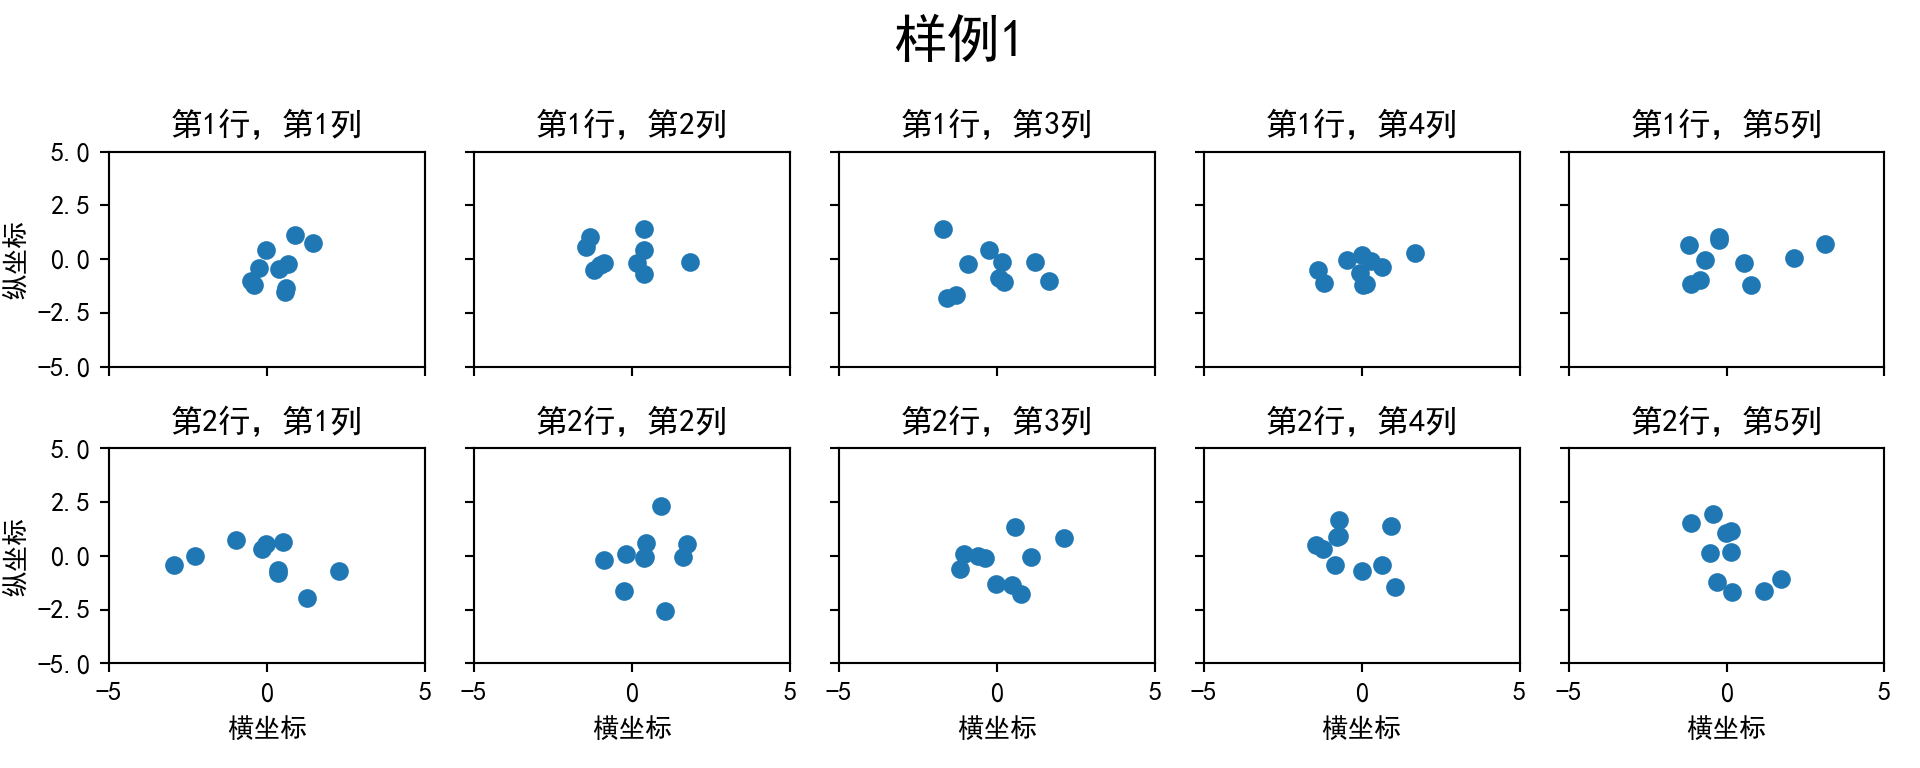 样例1
第1行，第1列
第1行，第2列
第1行，第3列
第1行，第4列
第1行，第5列
5.0
2.5
0.0
−2.5
−5.0
纵坐标
第2行，第1列
第2行，第2列
第2行，第3列
第2行，第4列
第2行，第5列
5.0
2.5
0.0
−2.5
−5.0
纵坐标
−5 0 5
−5 0 5
−5 0 5
−5 0 5
−5 0 5
横坐标
横坐标
横坐标
横坐标
横坐标